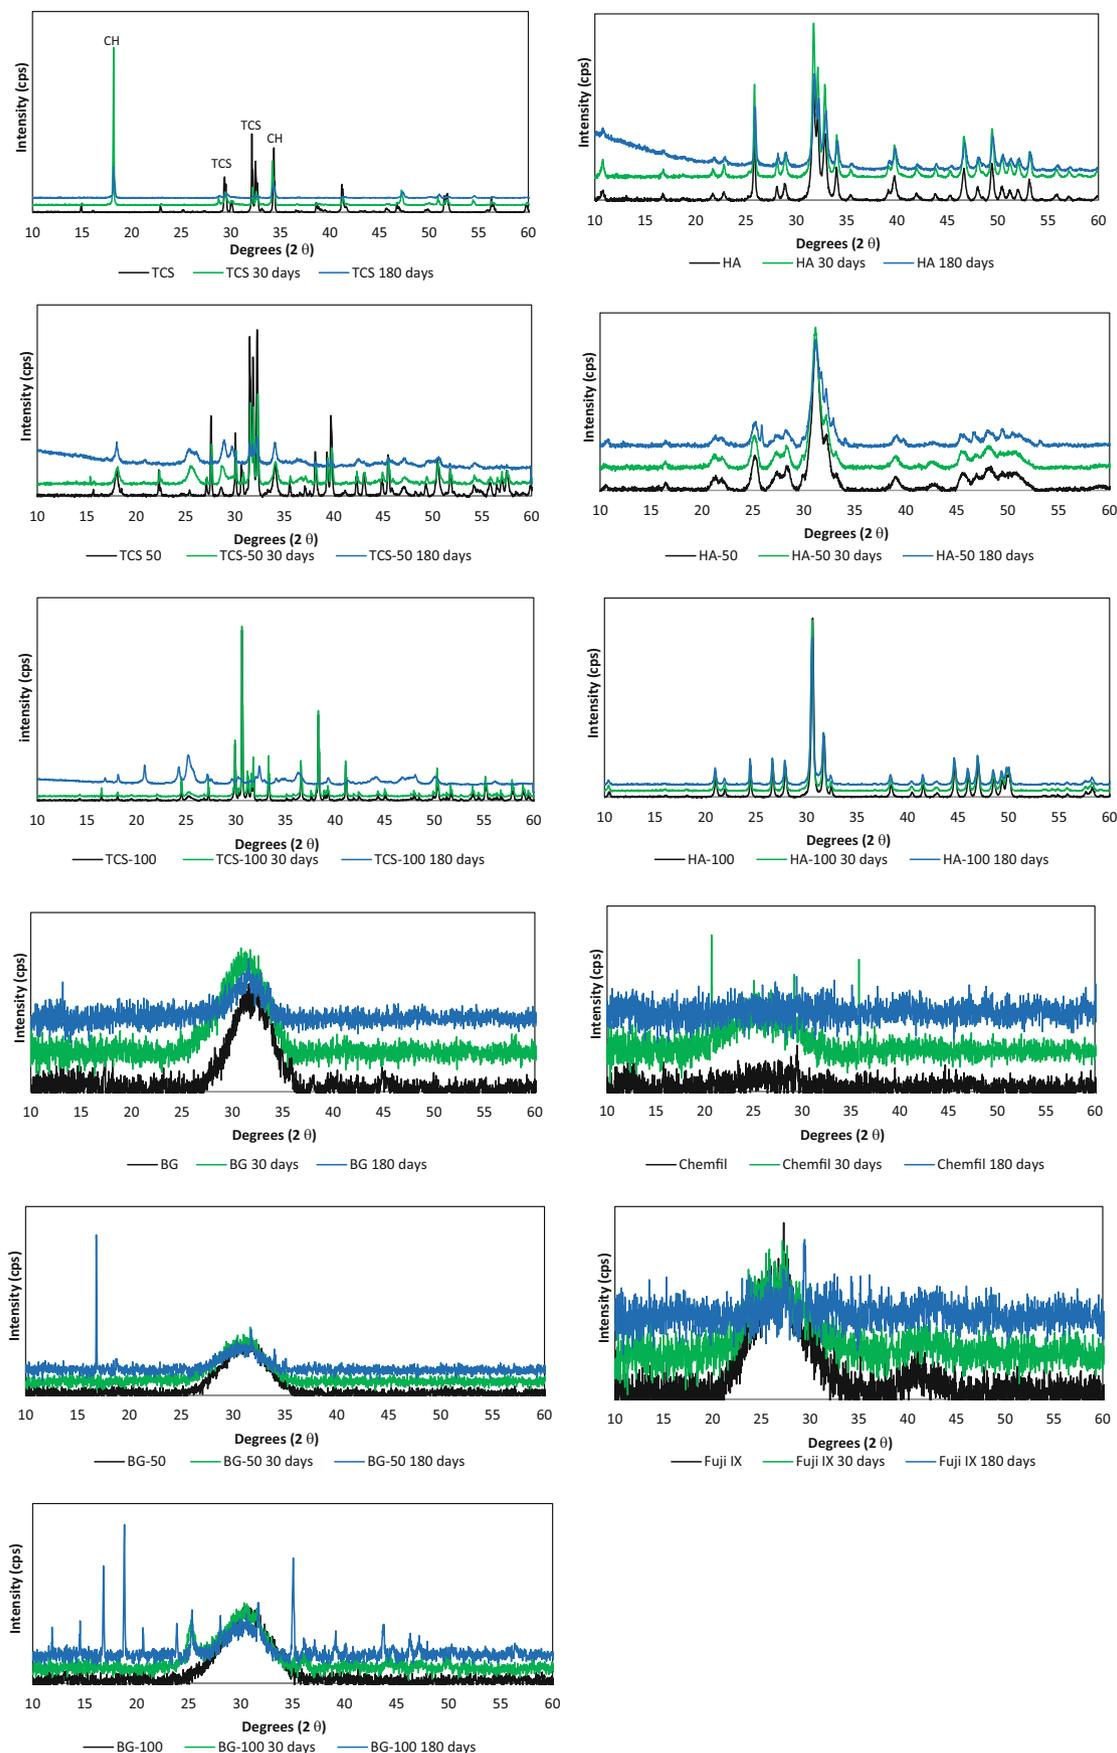 Intensity (cps)
CH
TCS
TCS
CH
10 15 20 25 30 35 40 45 50 55 60
Degrees (2 θ)
TCS TCS 30 days TCS 180 days
Intensity (cps)
10 15 20 25 30 35 40 45 50 55 60
Degrees (2 θ)
HA HA 30 days HA 180 days
Intensity (cps)
10 15 20 25 30 35 40 45 50 55 60
Degrees (2 θ)
TCS 50 TCS-50 30 days TCS-50 180 days
Intensity (cps)
10 15 20 25 30 35 40 45 50 55 60
Degrees (2 θ)
HA-50 HA-50 30 days HA-50 180 days
intensity (cps)
10 15 20 25 30 35 40 45 50 55 60
Degrees (2 θ)
TCS-100 TCS-100 30 days TCS-100 180 days
Intensity (cps)
10 15 20 25 30 35 40 45 50 55 60
Degrees (2 θ)
HA-100 HA-100 30 days HA-100 180 days
Intensity (cps)
10 15 20 25 30 35 40 45 50 55 60
Degrees (2 θ)
BG BG 30 days BG 180 days
Intensity (cps)
10 15 20 25 30 35 40 45 50 55 60
Degrees (2 θ)
Chemfil Chemfil 30 days Chemfil 180 days
Intensity (cps)
10 15 20 25 30 35 40 45 50 55 60
Degrees (2 θ)
BG-50 BG-50 30 days BG-50 180 days
Intensity (cps)
10 15 20 25 30 35 40 45 50 55 60
Degrees (2 θ)
Fuji IX Fuji IX 30 days Fuji IX 180 days
Intensity (cps)
10 15 20 25 30 35 40 45 50 55 60
Degrees (2 θ)
BG-100 BG-100 30 days BG-100 180 days